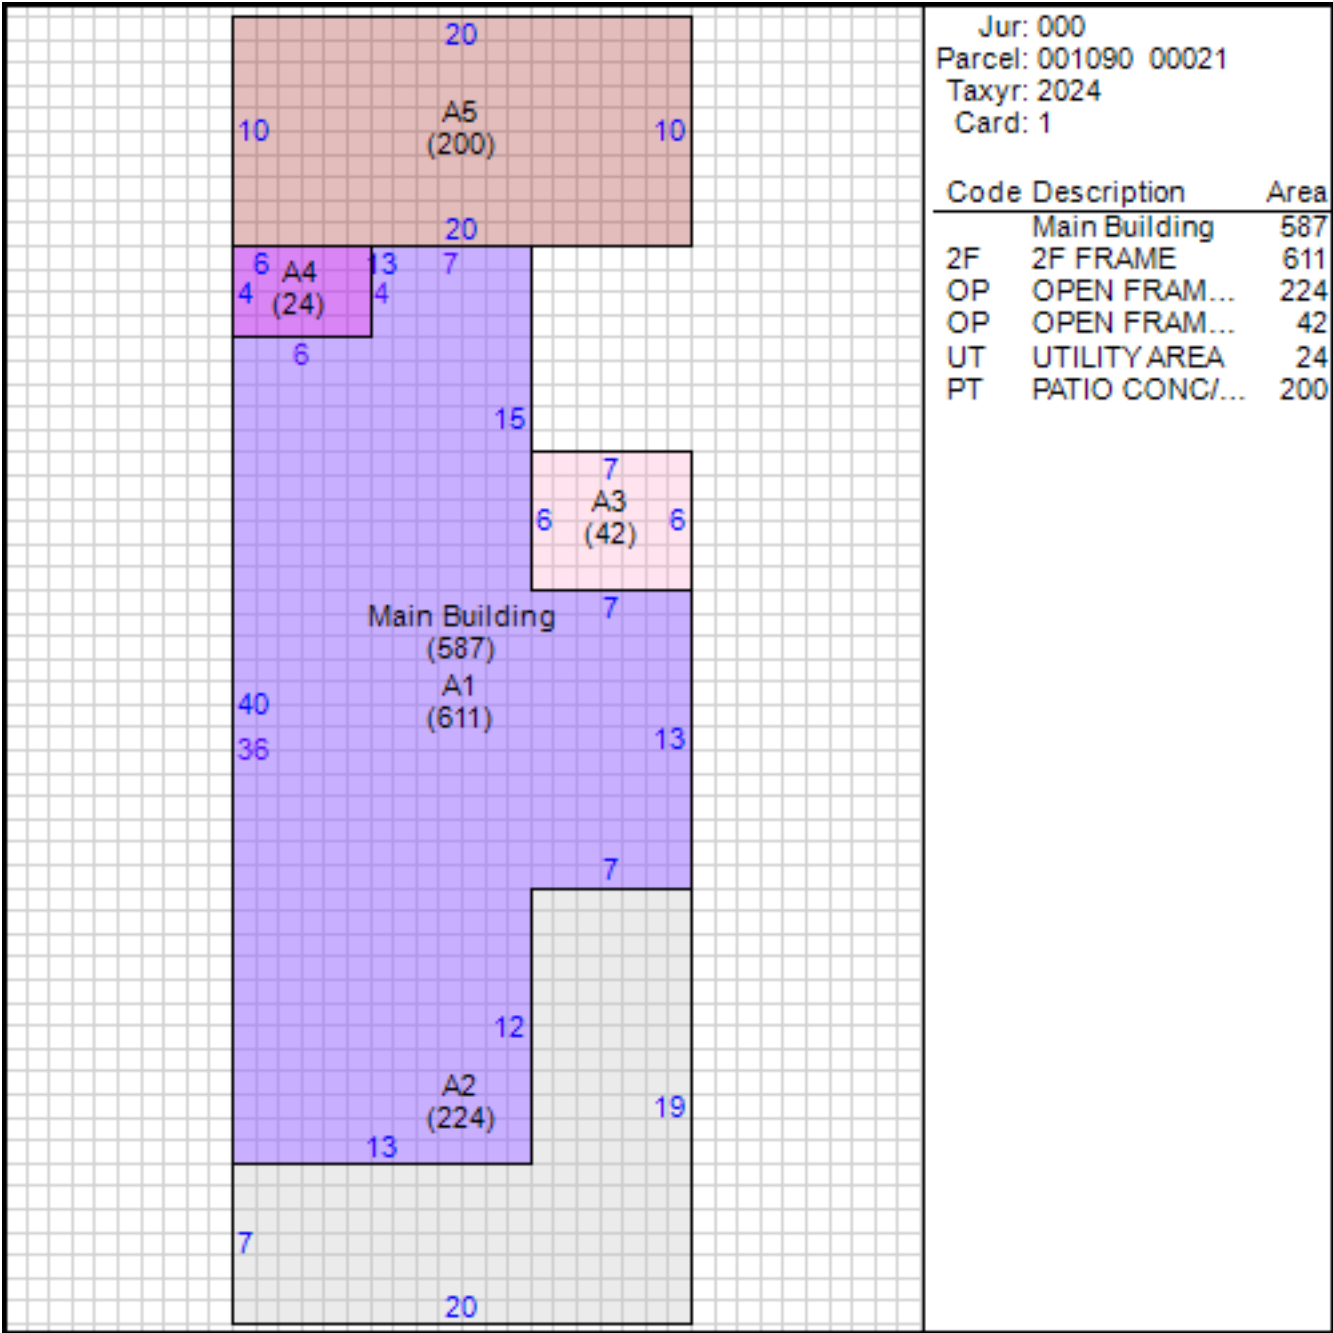 20
A5
10
10
(200)
20
6
A4
13
7
4
(24)
4
6
15
7
A3
6
6
(42)
7
Main Building
(587)
A1
40
(611)
36
13
7
12
A2
19
(224)
13
7
20
Jur: 000
Parcel: 001090 00021
Taxyr: 2024
Card: 1
Code Description Area
Main Building 587
2F 2F FRAME 611
OP OPEN FRAM... 224
OP OPEN FRAM... 42
UT UTILITY AREA 24
PT PATIO CONC/... 200